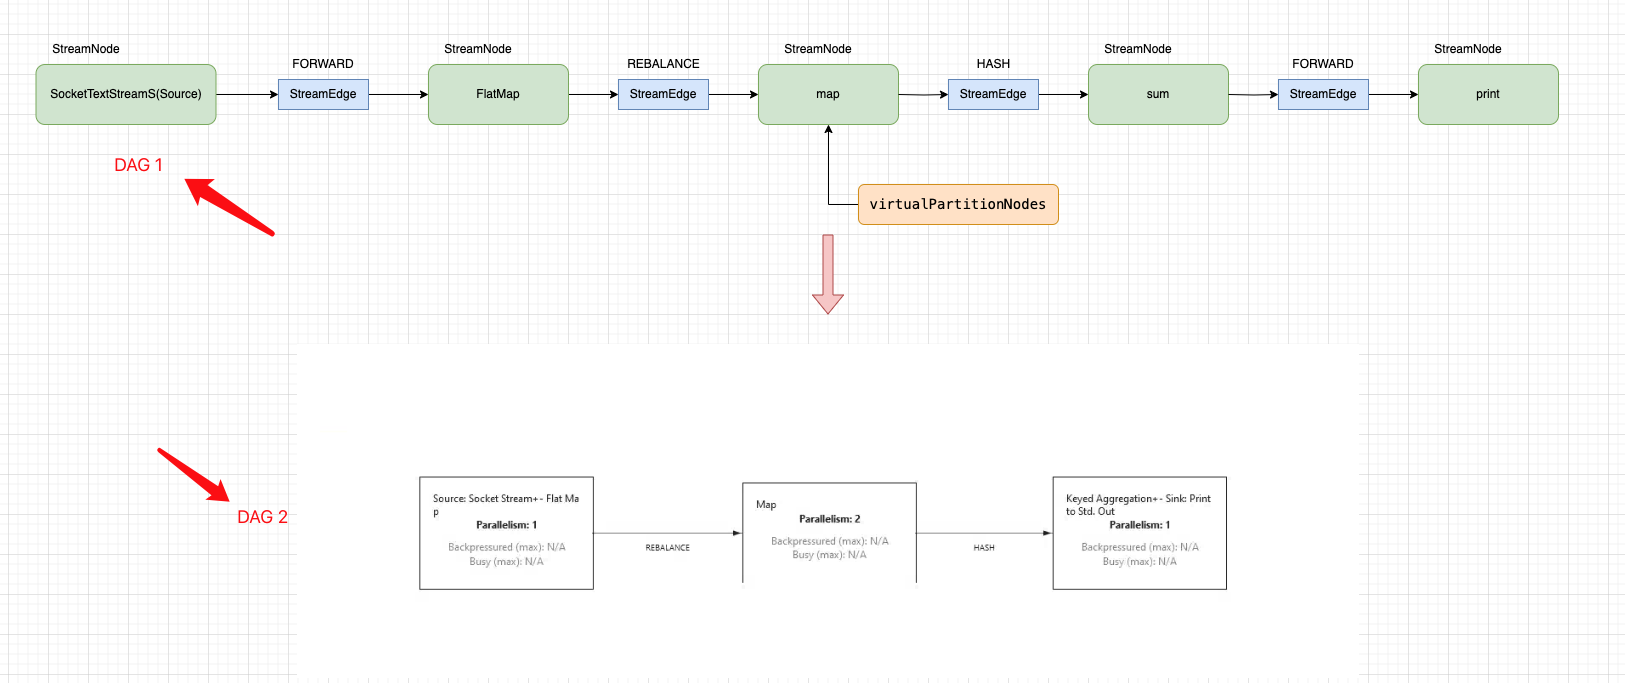 StreamNode
StreamNode
StreamNode
StreamNode
StreamNode
FORWARD
REBALANCE
HASH
FORWARD
SocketTextStreamS(Source)
StreamEdge
FlatMap
StreamEdge
map
StreamEdge
sum
StreamEdge
print
DAG 1
virtualPartitionNodes
DAG 2
Source: Socket Stream+- Flat Ma
p
Parallelism: 1
Backpressured (max): N/A
Busy (max): N/A
REBALANCE
Map
Parallelism: 2
Backpressured (max): N/A
Busy (max): N/A
HASH
Keyed Aggregation+- Sink: Print
to Std. Out
Parallelism: 1
Backpressured (max): N/A
Busy (max): N/A